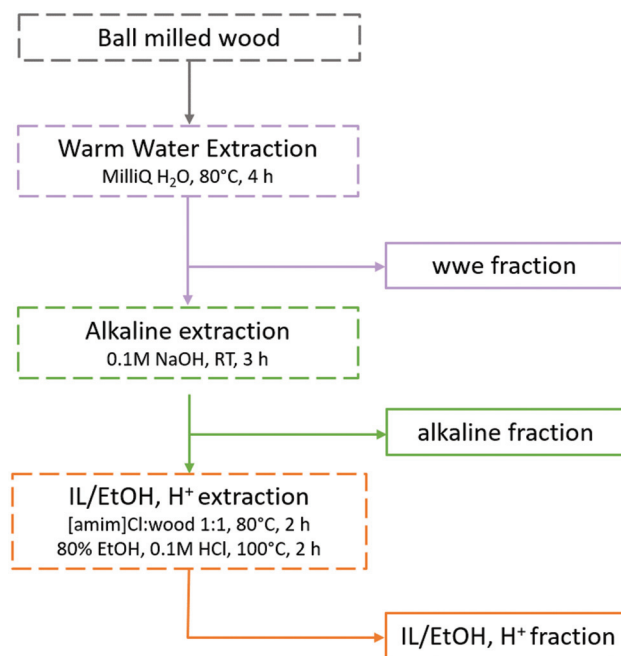 Ball milled wood
Warm Water Extraction
MilliQ H₂O, 80°C, 4 h
wwe fraction
Alkaline extraction
0.1M NaOH, RT, 3 h
alkaline fraction
IL/EtOH, H⁺ extraction
[amim]Cl:wood 1:1, 80°C, 2 h
80% EtOH, 0.1M HCl, 100°C, 2 h
IL/EtOH, H⁺ fraction